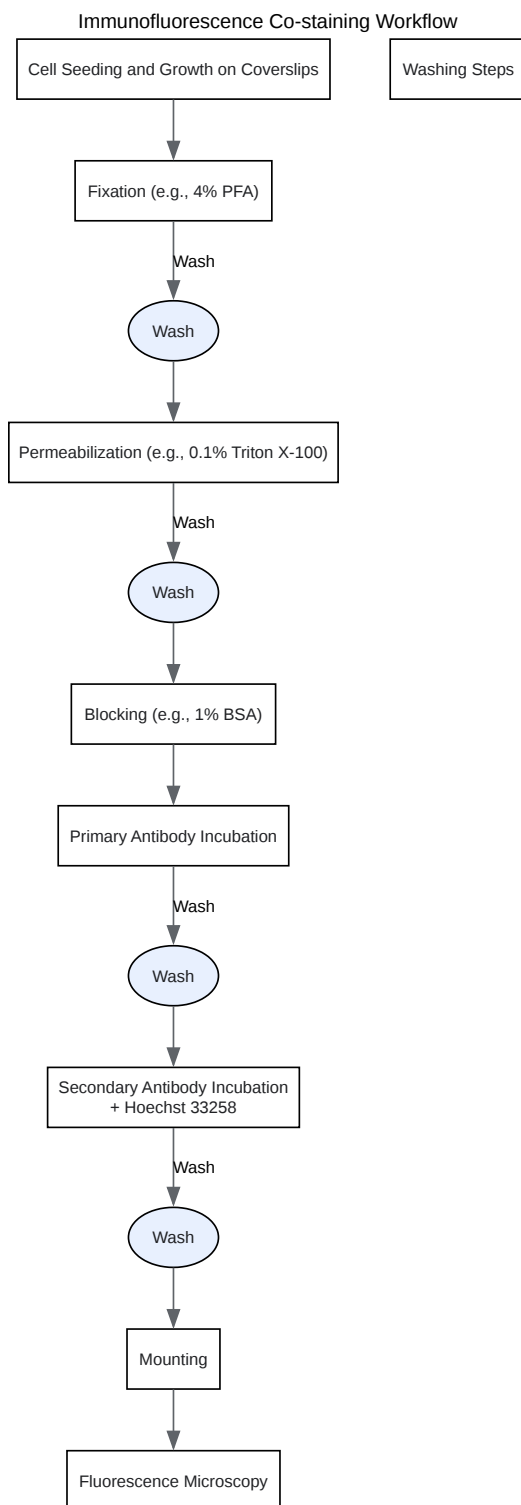 Immunofluorescence Co-staining Workflow
Cell Seeding and Growth on Coverslips
Washing Steps
Fixation (e.g., 4% PFA)
Wash
Wash
Permeabilization (e.g., 0.1% Triton X-100)
Wash
Wash
Blocking (e.g., 1% BSA)
Primary Antibody Incubation
Wash
Wash
Secondary Antibody Incubation
+ Hoechst 33258
Wash
Wash
Mounting
Fluorescence Microscopy